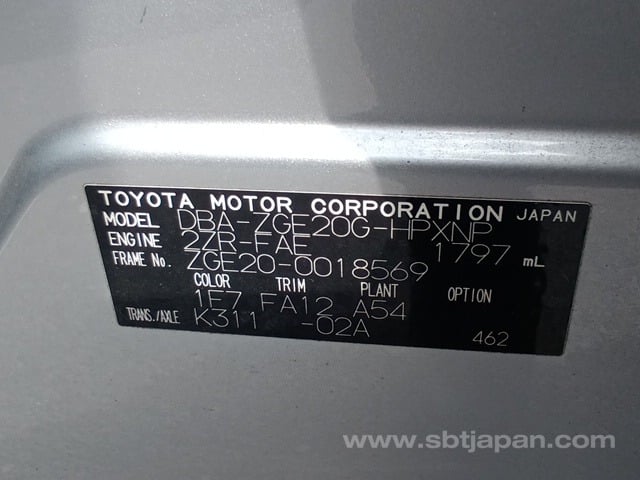 TOYOTA MOTOR CORPORATION JAPAN
MODEL DBA-ZGE20G-HPXNP
ENGINE 2ZR-FAE 1797 mL
FRAME No. ZGE20-0018569
COLOR TRIM PLANT OPTION
1F7 FA12 A54
TRANS./AXLE K311 -02A
462
www.sbtjapan.com